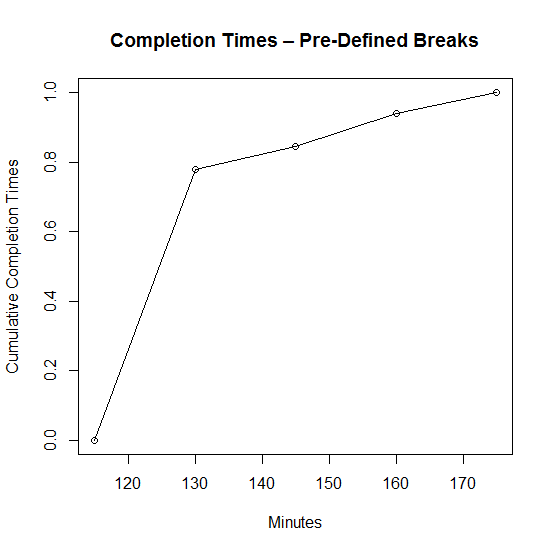 Completion Times – Pre-Defined Breaks
Cumulative Completion Times
1.0
0.8
0.6
0.4
0.2
0.0
120 130 140 150 160 170
Minutes